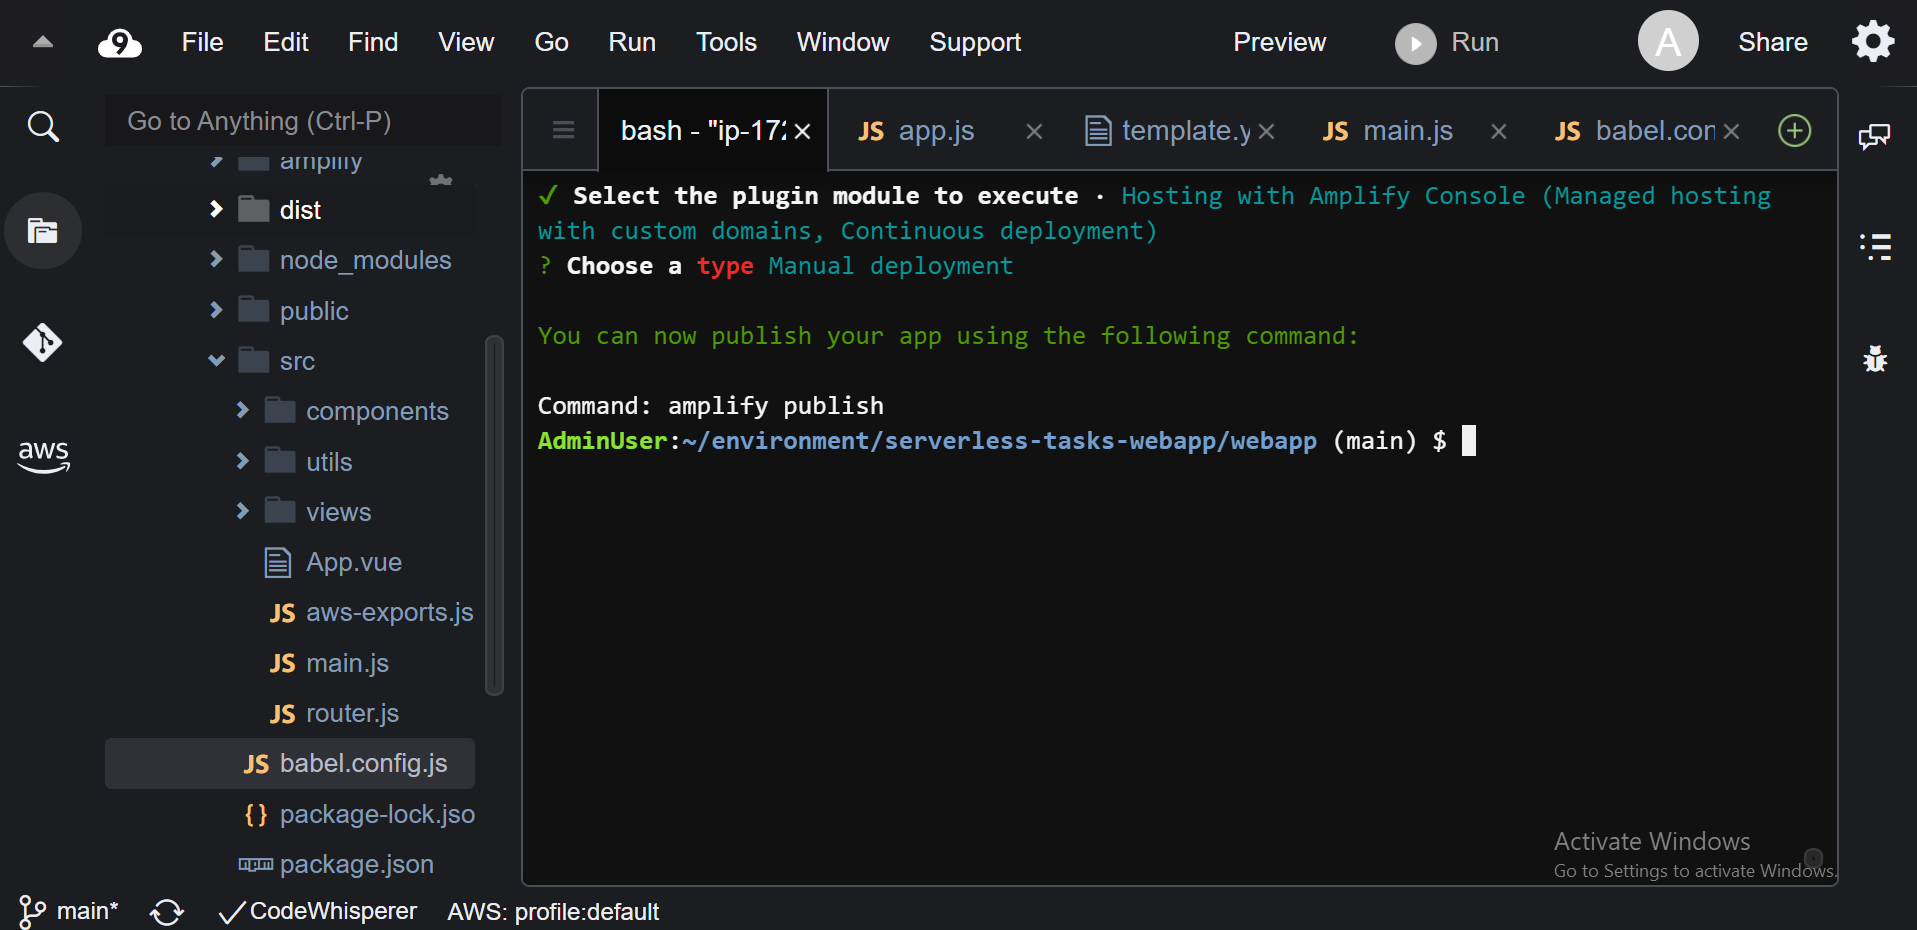 9 File Edit Find View Go Run Tools Window Support Preview Run A Share
Go to Anything (Ctrl-P)
bash - "ip-172 JS app.js template.y JS main.js JS babel.con
amplify
dist
node_modules
public
src
components
utils
views
App.vue
JS aws-exports.js
JS main.js
JS router.js
JS babel.config.js
{} package-lock.jso
npm package.json
aws
✓ Select the plugin module to execute · Hosting with Amplify Console (Managed hosting
with custom domains, Continuous deployment)
? Choose a type Manual deployment
You can now publish your app using the following command:
Command: amplify publish
AdminUser:~/environment/serverless-tasks-webapp/webapp (main) $
Activate Windows
Go to Settings to activate Windows.
main* CodeWhisperer AWS: profile:default